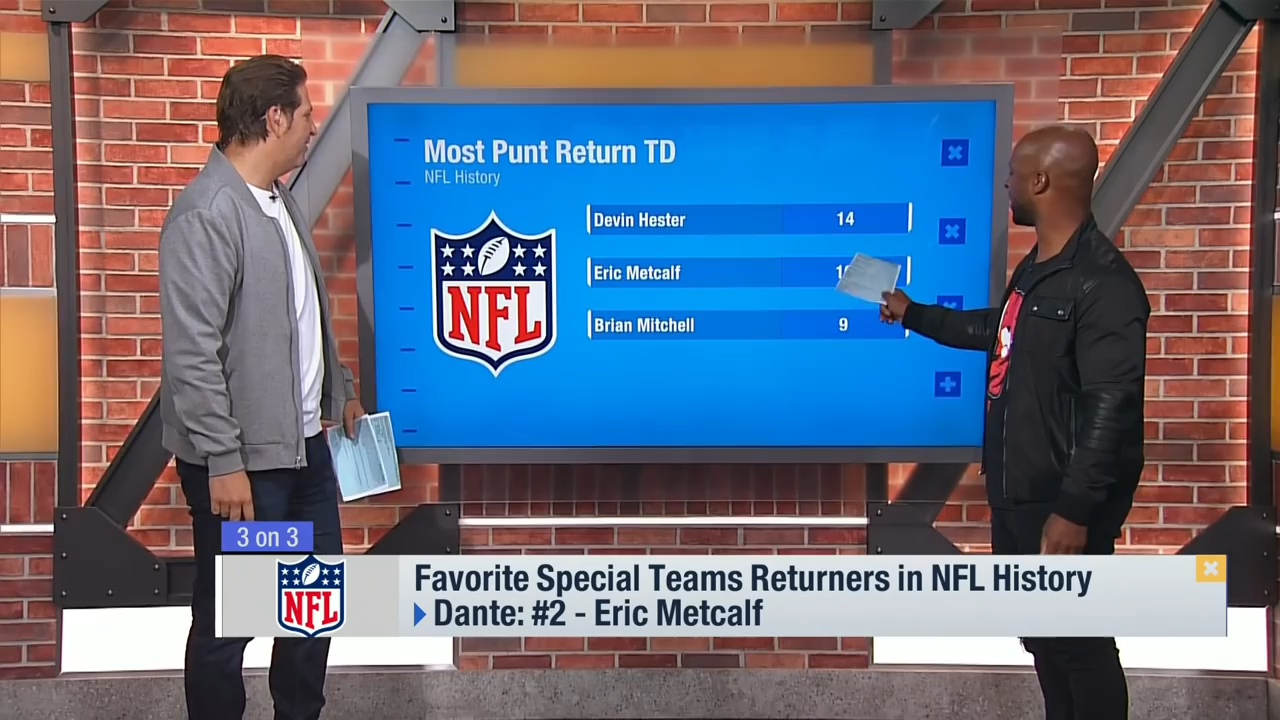 Most Punt Return TD
NFL History
Devin Hester 14
Eric Metcalf
Brian Mitchell 9
NFL
3 on 3
NFL
Favorite Special Teams Returners in NFL History
Dante: #2 - Eric Metcalf